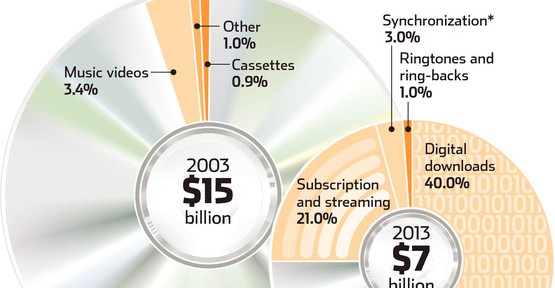 Other
1.0%
Cassettes
0.9%
Music videos
3.4%
2003
$15
billion
Synchronization*
3.0%
Ringtones and
ring-backs
1.0%
Digital
downloads
40.0%
Subscription
and streaming
21.0%
2013
$7
billion